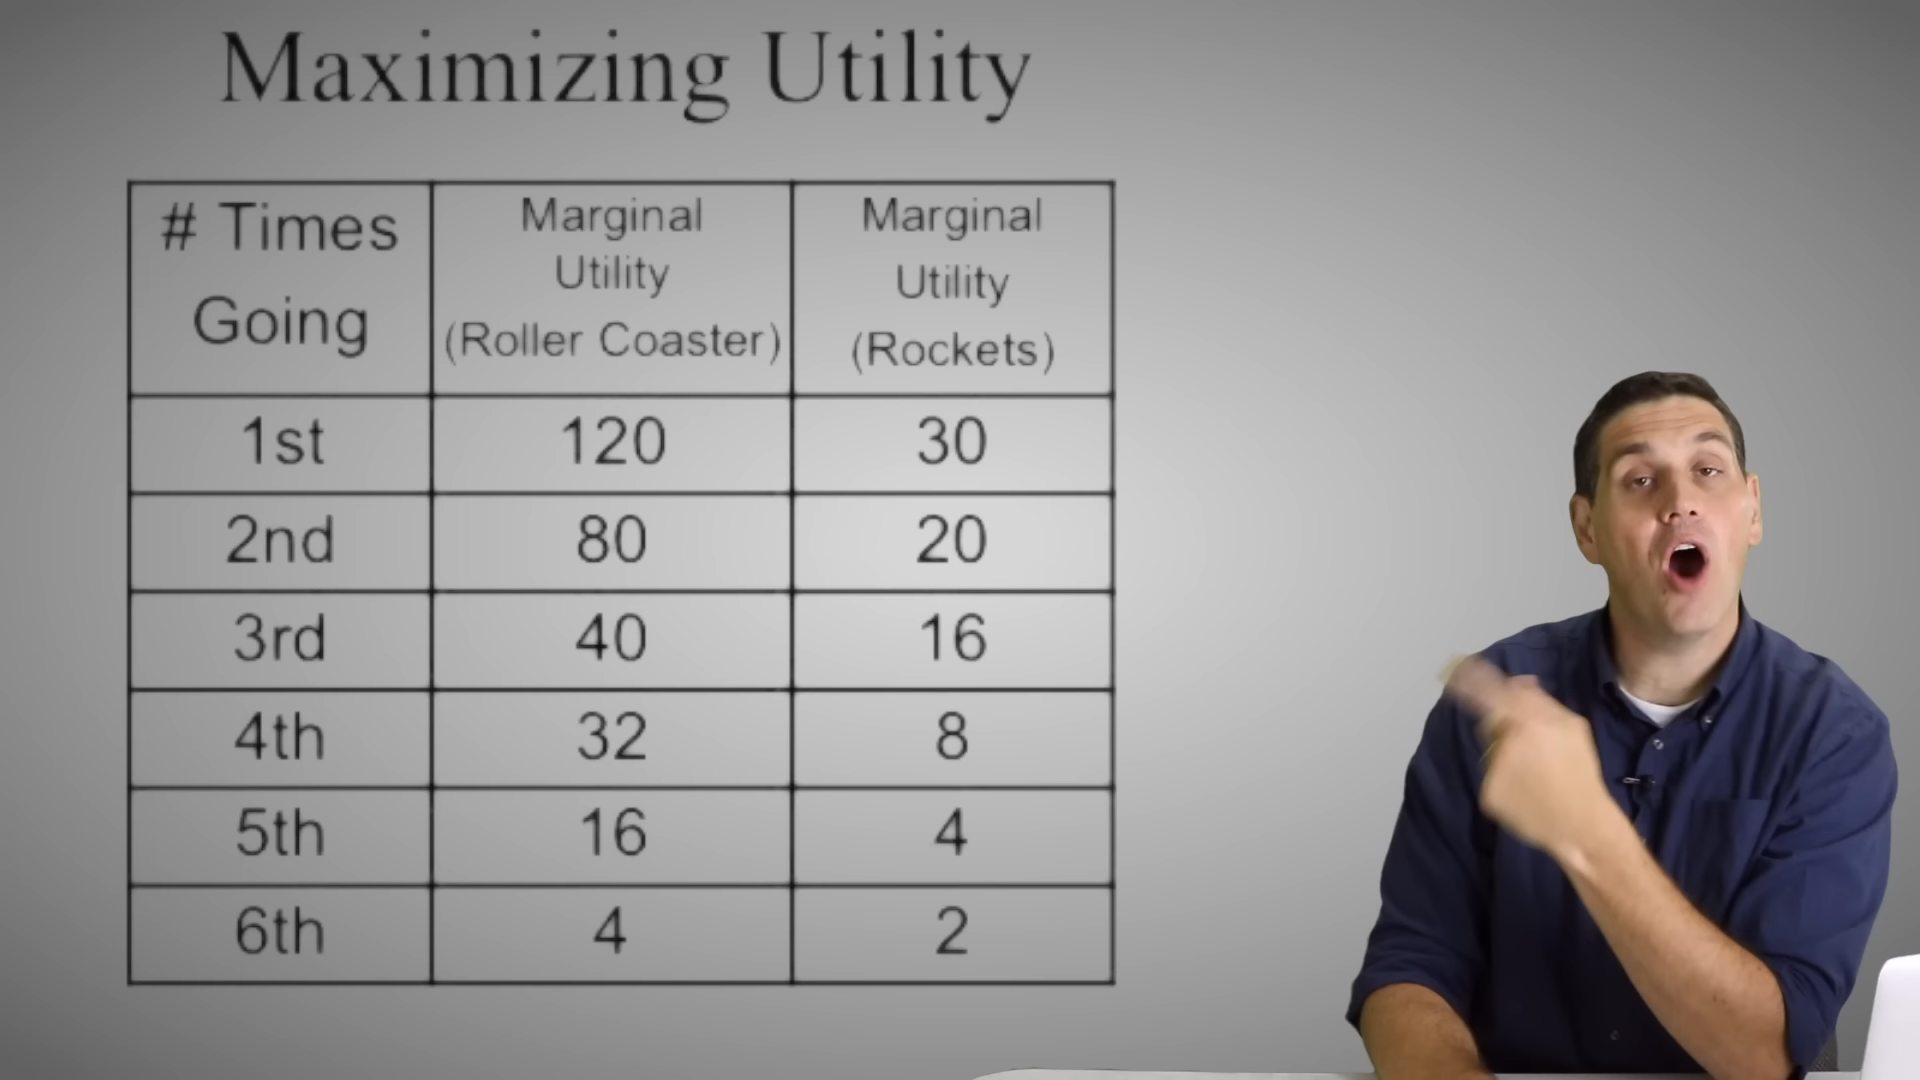 Maximizing Utility
# Times
Going
Marginal
Utility
(Roller Coaster)
Marginal
Utility
(Rockets)
1st 120 30
2nd 80 20
3rd 40 16
4th 32 8
5th 16 4
6th 4 2